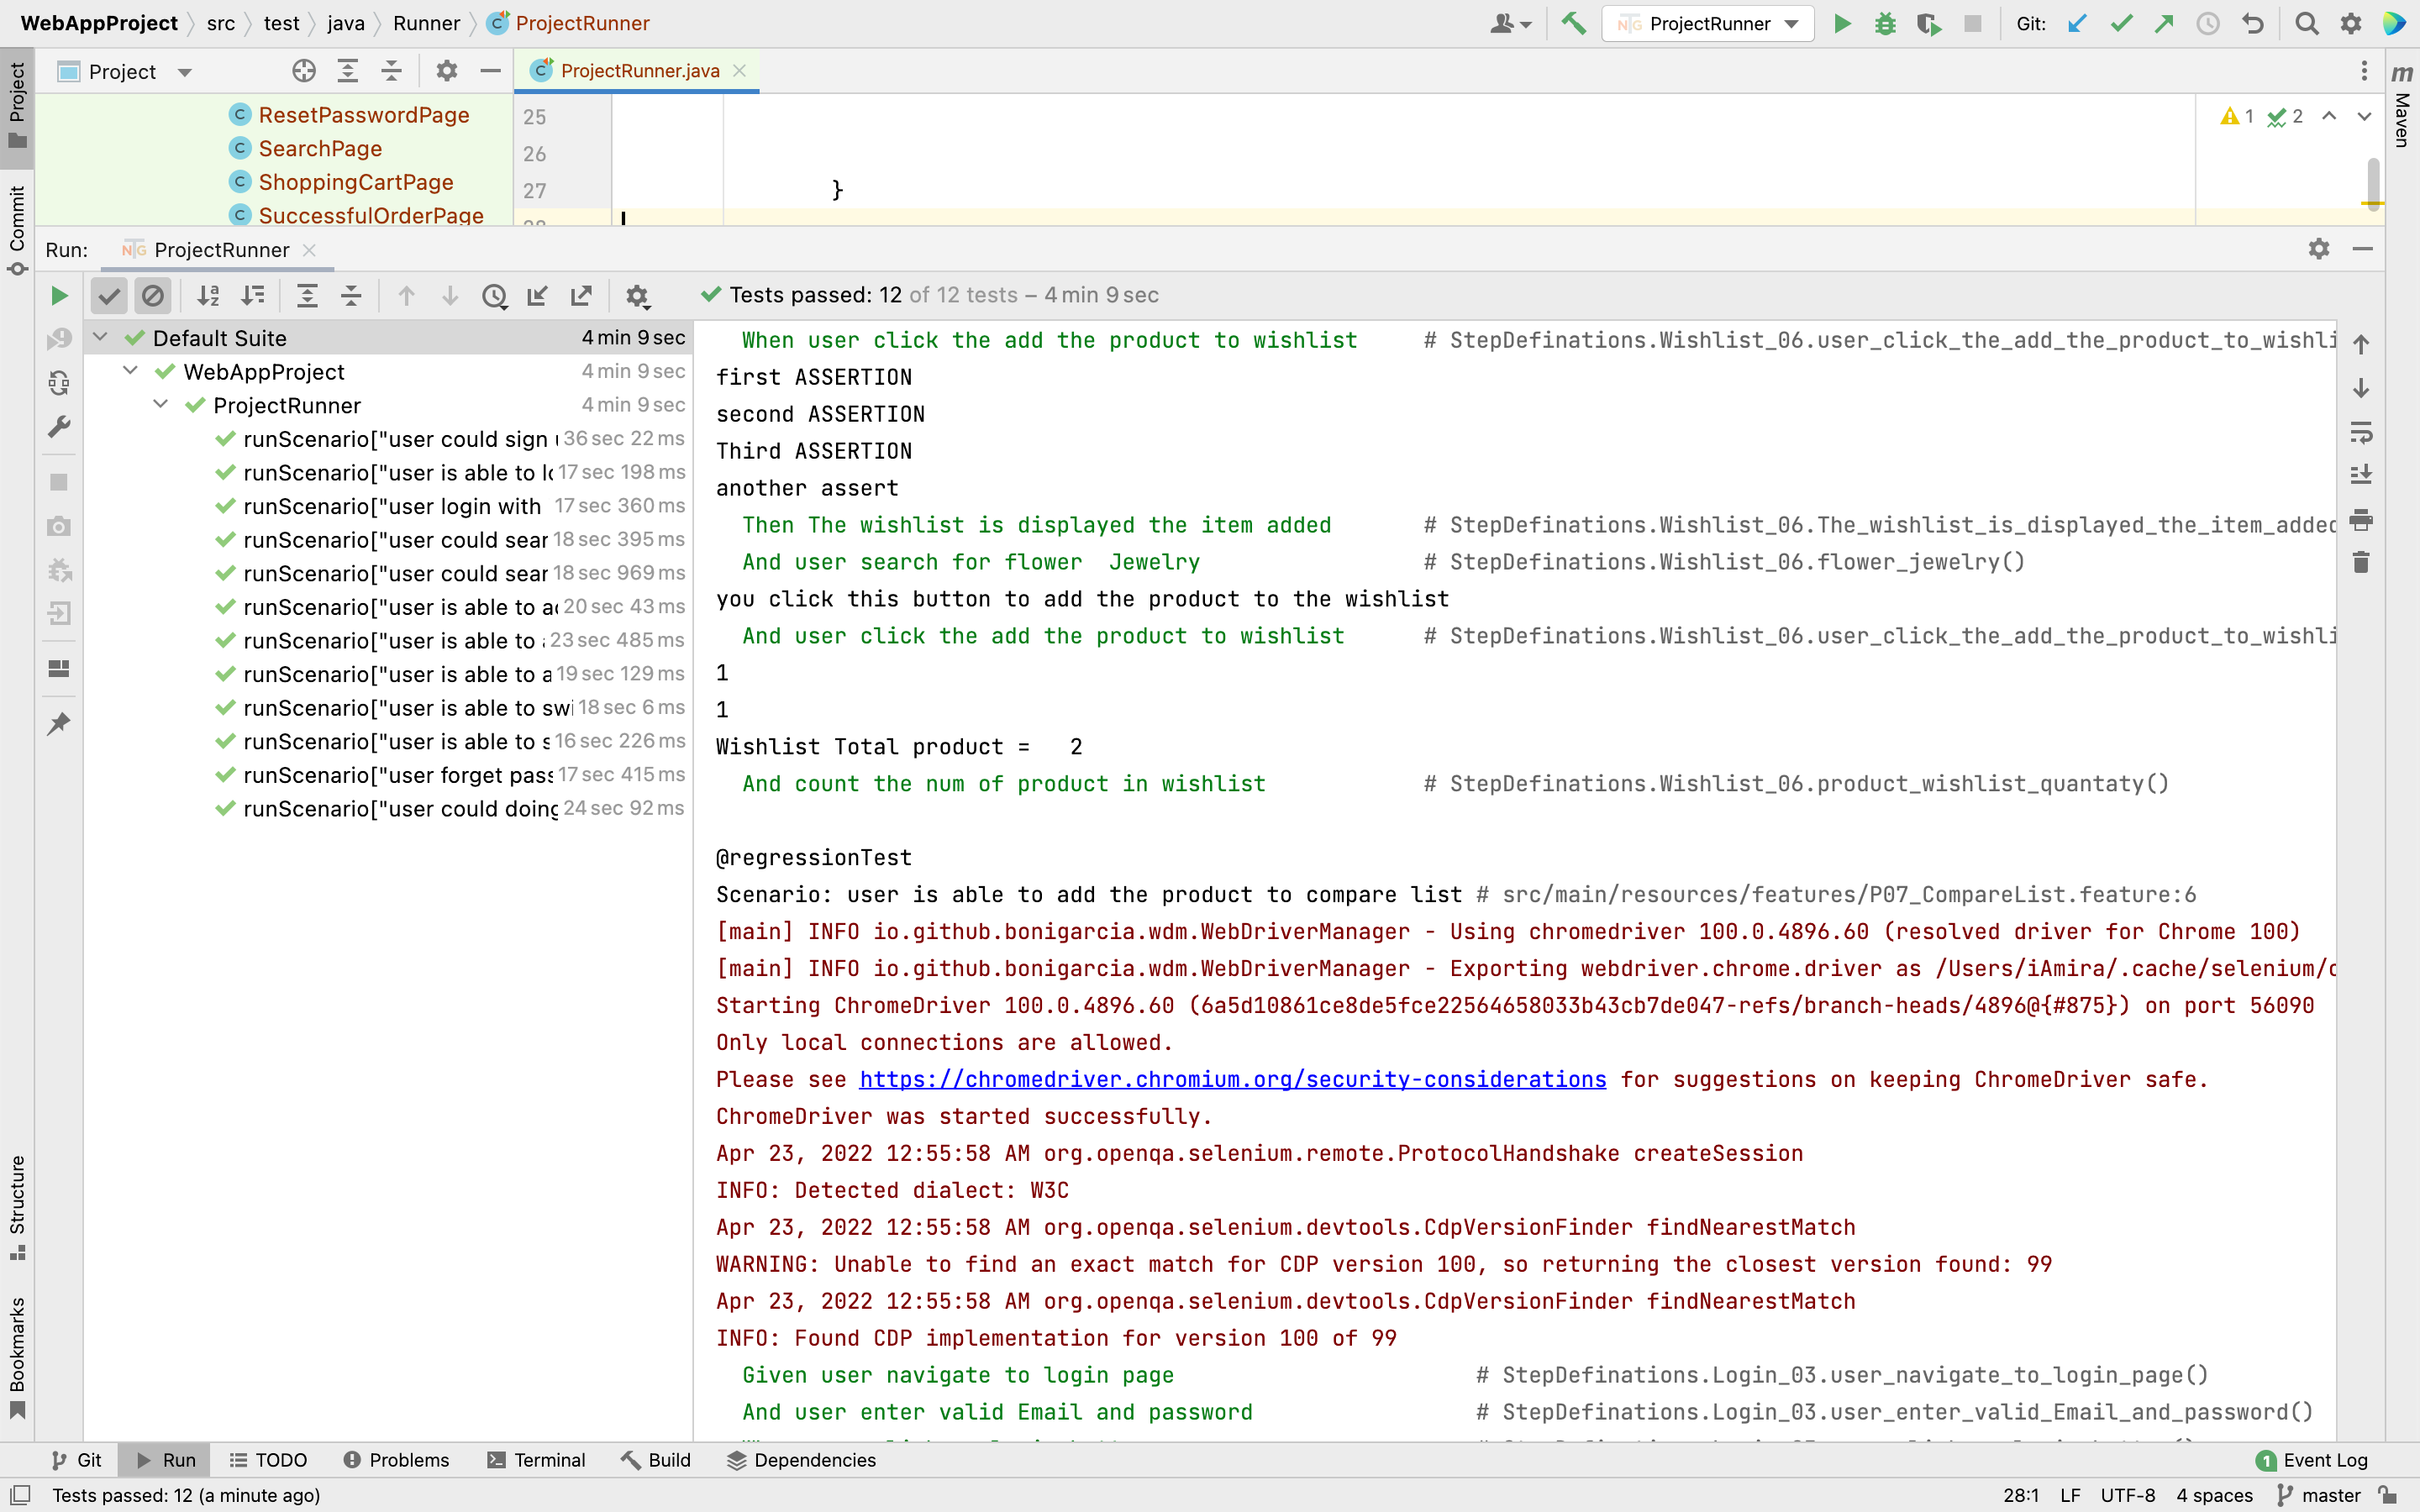 WebAppProject src test java Runner ProjectRunner
ProjectRunner Git:
Project
ProjectRunner.java
Maven
Project
Commit
ResetPasswordPage
SearchPage
ShoppingCartPage
SuccessfulOrderPage
25
26
27 }
1 2
Run: ProjectRunner
Tests passed: 12 of 12 tests – 4 min 9 sec
Default Suite 4 min 9 sec
WebAppProject 4 min 9 sec
ProjectRunner 4 min 9 sec
runScenario["user could sign 36 sec 22 ms
runScenario["user is able to 17 sec 198 ms
runScenario["user login with 17 sec 360 ms
runScenario["user could sear 18 sec 395 ms
runScenario["user could sear 18 sec 969 ms
runScenario["user is able to 20 sec 43 ms
runScenario["user is able to 23 sec 485 ms
runScenario["user is able to a 19 sec 129 ms
runScenario["user is able to swi 18 sec 6 ms
runScenario["user is able to s 16 sec 226 ms
runScenario["user forget pass 17 sec 415 ms
runScenario["user could doing 24 sec 92 ms
When user click the add the product to wishlist # StepDefinations.Wishlist_06.user_click_the_add_the_product_to_wishli
first ASSERTION
second ASSERTION
Third ASSERTION
another assert
Then The wishlist is displayed the item added # StepDefinations.Wishlist_06.The_wishlist_is_displayed_the_item_added
And user search for flower  Jewelry # StepDefinations.Wishlist_06.flower_jewelry()
you click this button to add the product to the wishlist
And user click the add the product to wishlist # StepDefinations.Wishlist_06.user_click_the_add_the_product_to_wishli
1
1
Wishlist Total product =   2
And count the num of product in wishlist # StepDefinations.Wishlist_06.product_wishlist_quantaty()
@regressionTest
Scenario: user is able to add the product to compare list # src/main/resources/features/P07_CompareList.feature:6
[main] INFO io.github.bonigarcia.wdm.WebDriverManager - Using chromedriver 100.0.4896.60 (resolved driver for Chrome 100)
[main] INFO io.github.bonigarcia.wdm.WebDriverManager - Exporting webdriver.chrome.driver as /Users/iAmira/.cache/selenium/c
Starting ChromeDriver 100.0.4896.60 (6a5d10861ce8de5fce22564658033b43cb7de047-refs/branch-heads/4896@{#875}) on port 56090
Only local connections are allowed.
Please see https://chromedriver.chromium.org/security-considerations for suggestions on keeping ChromeDriver safe.
ChromeDriver was started successfully.
Apr 23, 2022 12:55:58 AM org.openqa.selenium.remote.ProtocolHandshake createSession
INFO: Detected dialect: W3C
Apr 23, 2022 12:55:58 AM org.openqa.selenium.devtools.CdpVersionFinder findNearestMatch
WARNING: Unable to find an exact match for CDP version 100, so returning the closest version found: 99
Apr 23, 2022 12:55:58 AM org.openqa.selenium.devtools.CdpVersionFinder findNearestMatch
INFO: Found CDP implementation for version 100 of 99
Given user navigate to login page # StepDefinations.Login_03.user_navigate_to_login_page()
And user enter valid Email and password # StepDefinations.Login_03.user_enter_valid_Email_and_password()
Structure
Bookmarks
Git Run TODO Problems Terminal Build Dependencies 1 Event Log
Tests passed: 12 (a minute ago) 28:1 LF UTF-8 4 spaces master